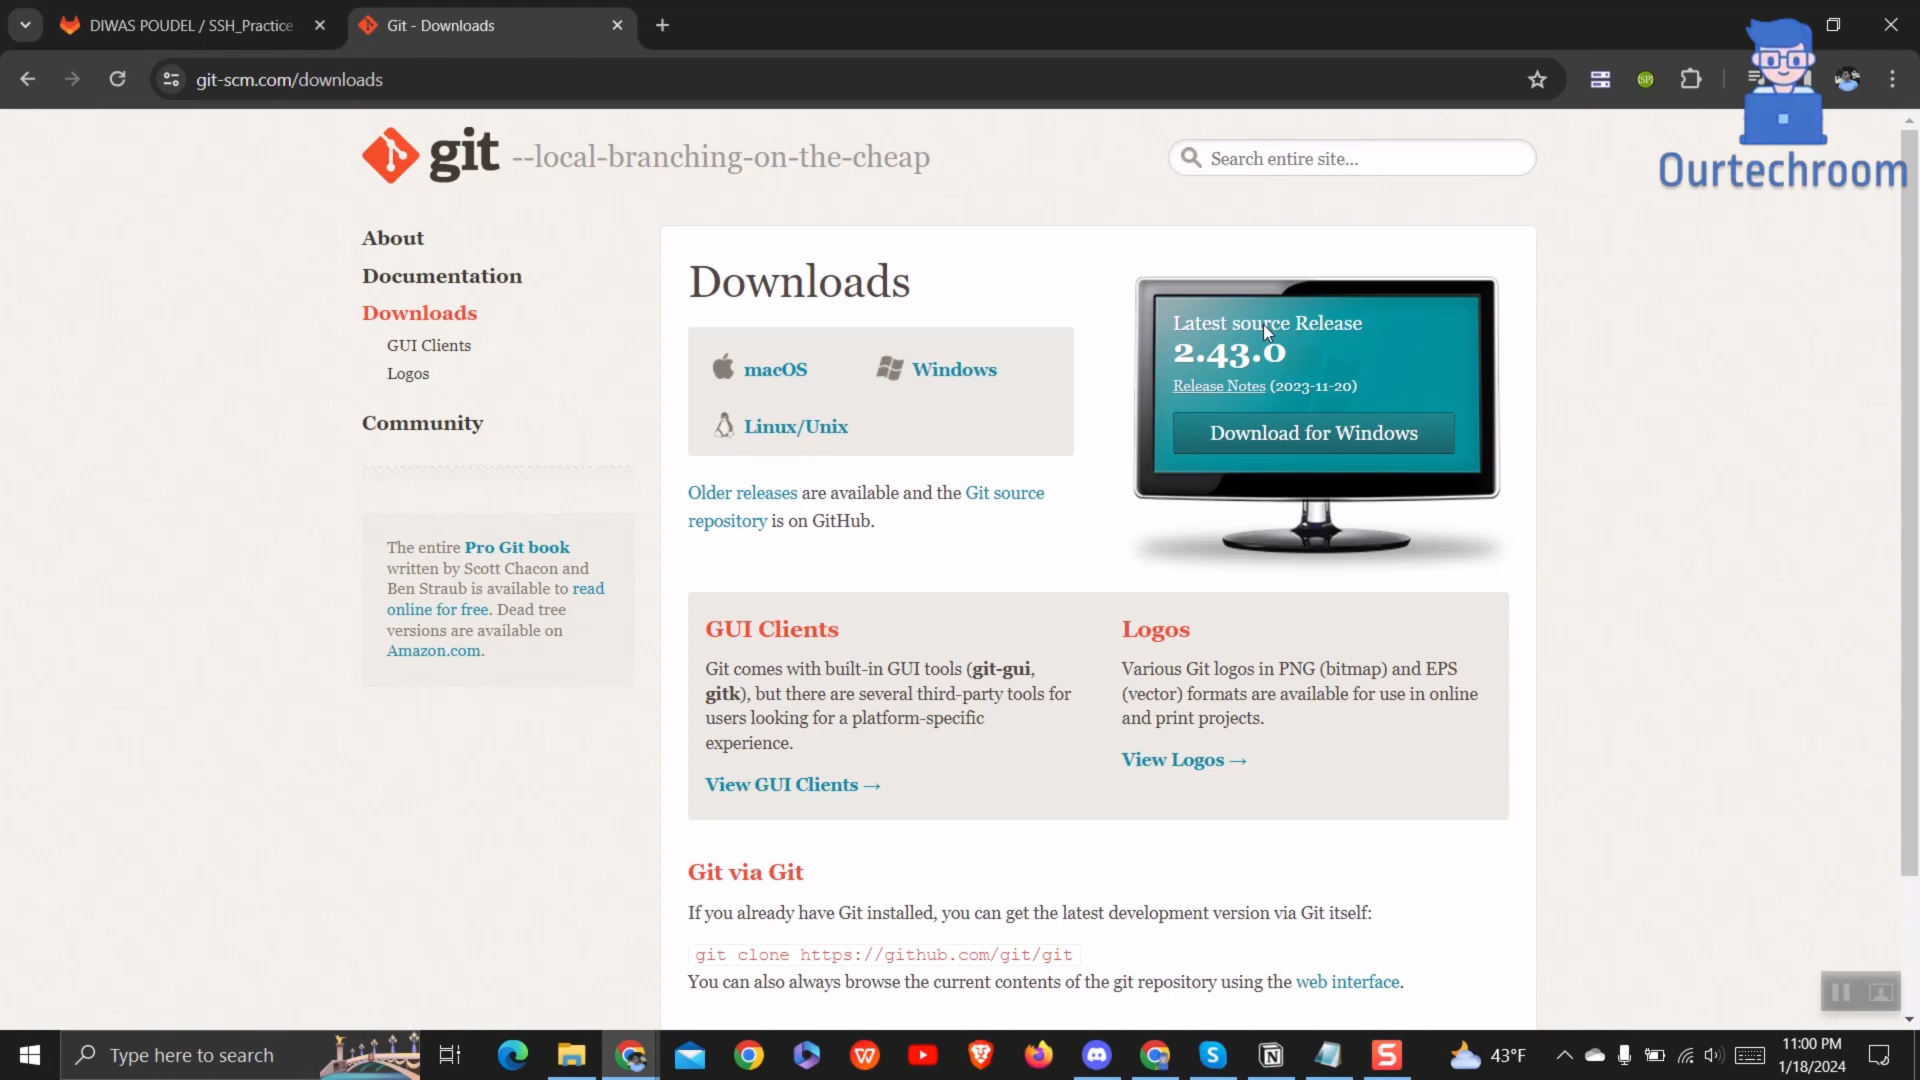 DIWAS POUDEL / SSH_Practice
Git - Downloads
git-scm.com/downloads
Ourtechroom
git --local-branching-on-the-cheap
Search entire site...
About
Documentation
Downloads
GUI Clients
Logos
Community
The entire Pro Git book
written by Scott Chacon and
Ben Straub is available to read
online for free. Dead tree
versions are available on
Amazon.com.
Downloads
macOS
Windows
Linux/Unix
Older releases are available and the Git source
repository is on GitHub.
Latest source Release
2.43.0
Release Notes (2023-11-20)
Download for Windows
GUI Clients
Git comes with built-in GUI tools (git-gui,
gitk), but there are several third-party tools for
users looking for a platform-specific
experience.
View GUI Clients →
Logos
Various Git logos in PNG (bitmap) and EPS
(vector) formats are available for use in online
and print projects.
View Logos →
Git via Git
If you already have Git installed, you can get the latest development version via Git itself:
git clone https://github.com/git/git
You can also always browse the current contents of the git repository using the web interface.
Type here to search
43°F
11:00 PM
1/18/2024